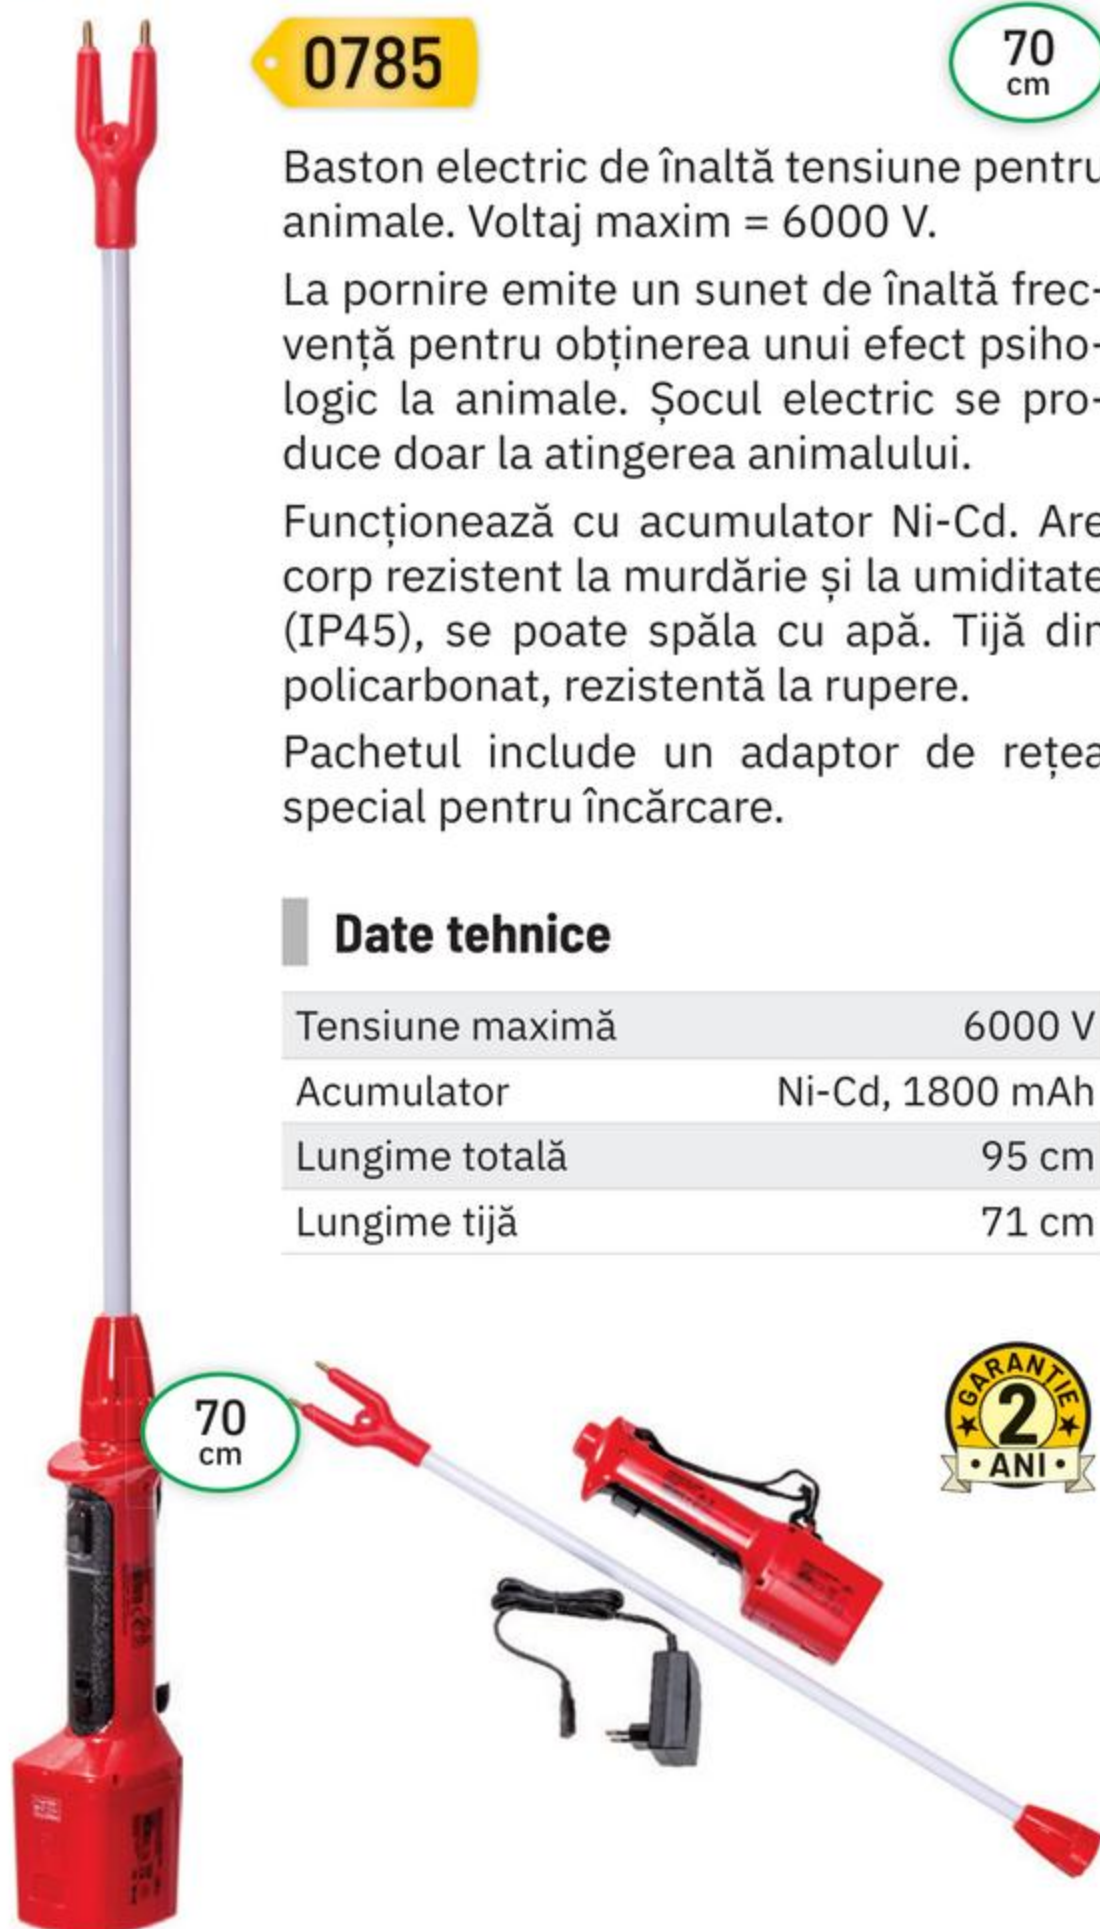 0785
70
cm
Baston electric de înaltă tensiune pentru
animale. Voltaj maxim = 6000 V.
La pornire emite un sunet de înaltă frec-
vență pentru obținerea unui efect psiho-
logic la animale. Șocul electric se pro-
duce doar la atingerea animalului.
Funcționează cu acumulator Ni-Cd. Are
corp rezistent la murdărie și la umiditate
(IP45), se poate spăla cu apă. Tijă din
policarbonat, rezistentă la rupere.
Pachetul include un adaptor de rețea
special pentru încărcare.
Date tehnice
Tensiune maximă 6000 V
Acumulator Ni-Cd, 1800 mAh
Lungime totală 95 cm
Lungime tijă 71 cm
70
cm
GARANTIE
2
• ANI •